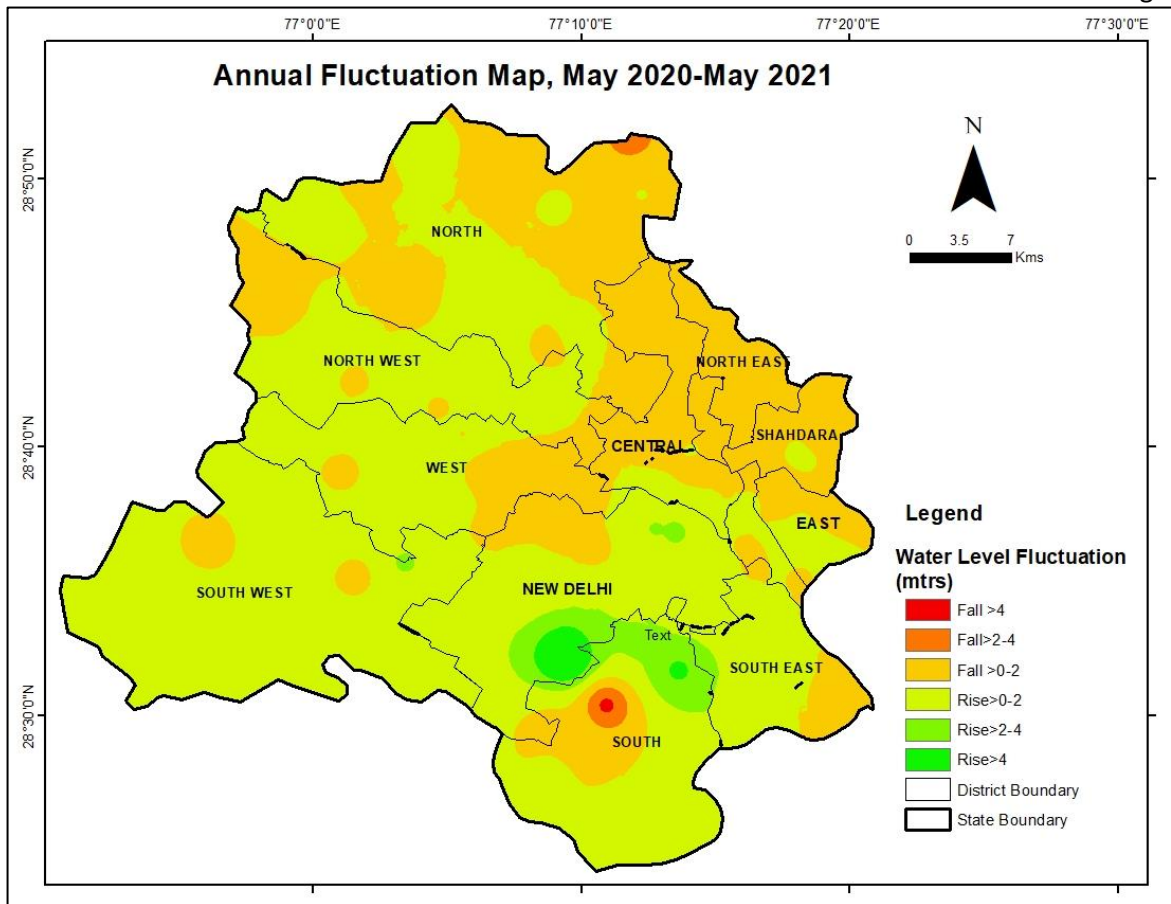 77°0'0"E 77°10'0"E 77°20'0"E 77°30'0"E
Annual Fluctuation Map, May 2020-May 2021
N
0 3.5 7
Kms
28°50'0"N
28°40'0"N
28°30'0"N
NORTH
NORTH WEST
NORTH EAST
SHAHDARA
CENTRAL
WEST
EAST
SOUTH WEST
NEW DELHI
Text
SOUTH EAST
SOUTH
Legend
Water Level Fluctuation
(mtrs)
Fall >4
Fall>2-4
Fall >0-2
Rise>0-2
Rise>2-4
Rise>4
District Boundary
State Boundary